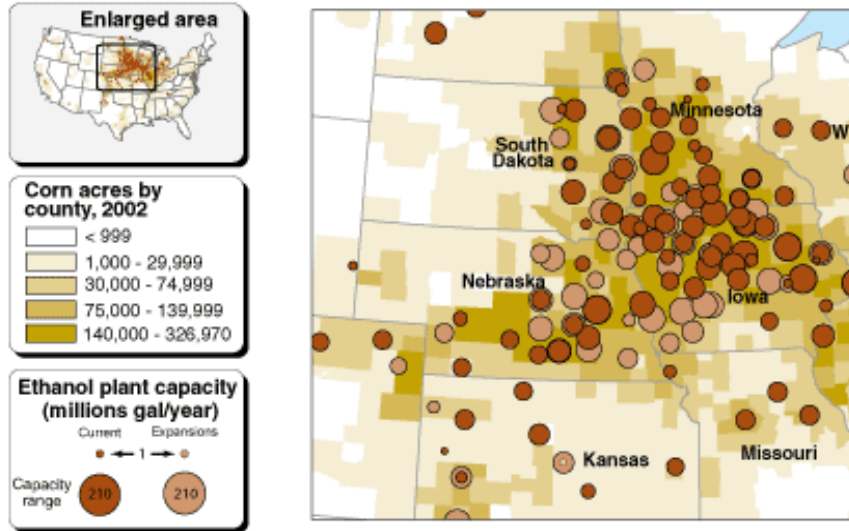 Enlarged area
Corn acres by
county, 2002
< 999
1,000 - 29,999
30,000 - 74,999
75,000 - 139,999
140,000 - 326,970
Ethanol plant capacity
(millions gal/year)
Current Expansions
1
Capacity
range
210 210
Minnesota
W
South
Dakota
Nebraska
Iowa
Kansas
Missouri